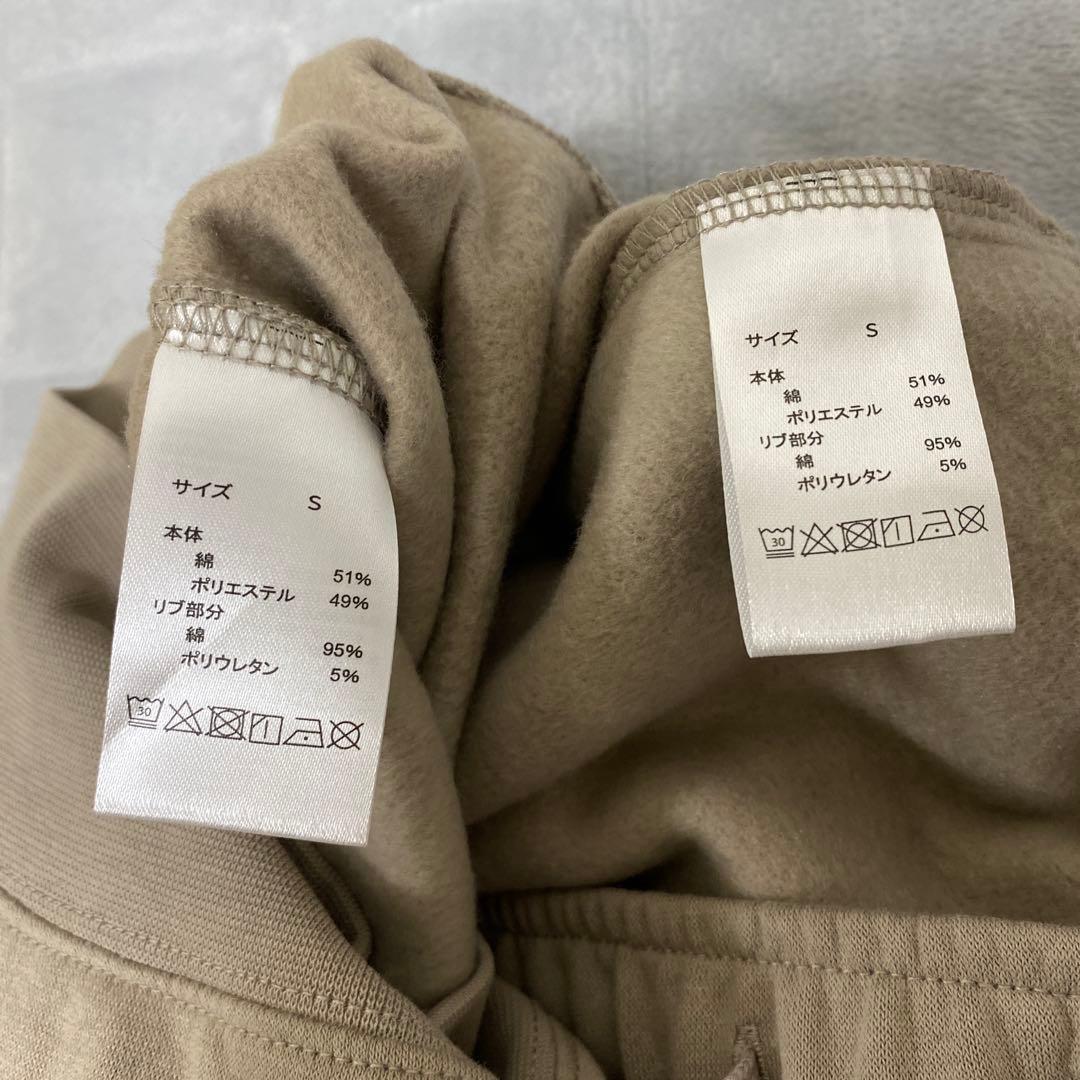 サイズ S
本体
綿 51%
ポリエステル 49%
リブ部分
綿 95%
ポリウレタン 5%
30
サイズ S
本体
綿 51%
ポリエステル 49%
リブ部分
綿 95%
ポリウレタン 5%
30